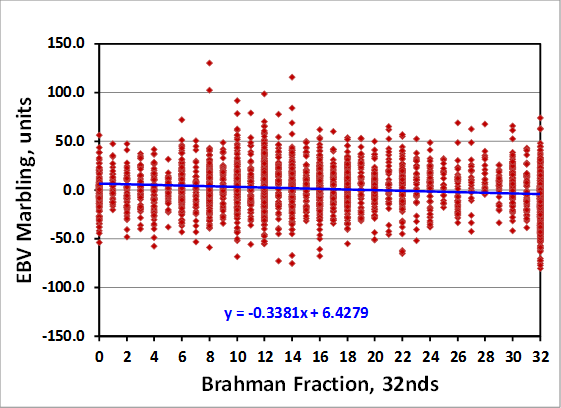 150.0
100.0
50.0
0.0
-50.0
-100.0
-150.0
EBV Marbling, units
y = -0.3381x + 6.4279
0 2 4 6 8 10 12 14 16 18 20 22 24 26 28 30 32
Brahman Fraction, 32nds